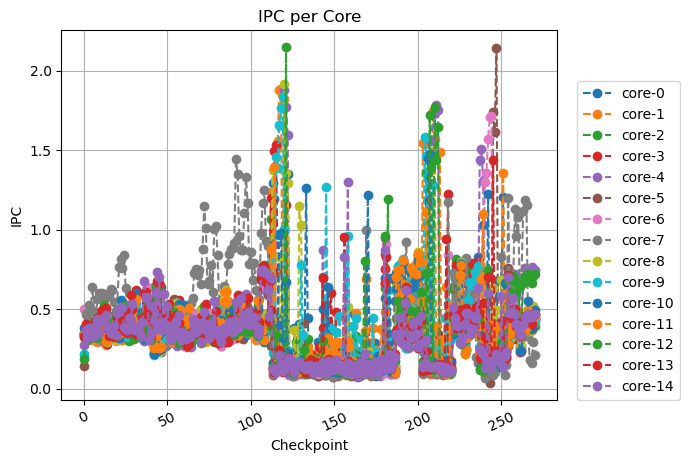 IPC per Core
IPC
2.0
1.5
1.0
0.5
0.0
0
50
100
150
200
250
Checkpoint
core-0
core-1
core-2
core-3
core-4
core-5
core-6
core-7
core-8
core-9
core-10
core-11
core-12
core-13
core-14